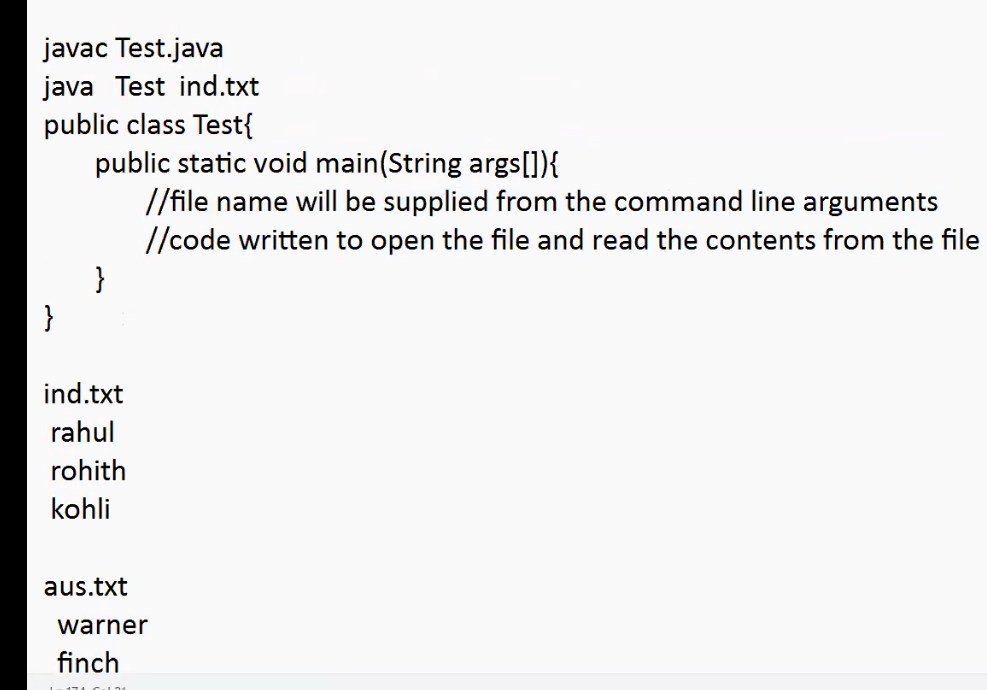 javac Test.java
java Test ind.txt
public class Test{
public static void main(String args[]){
//file name will be supplied from the command line arguments
//code written to open the file and read the contents from the file
}
}
ind.txt
rahul
rohith
kohli
aus.txt
warner
finch